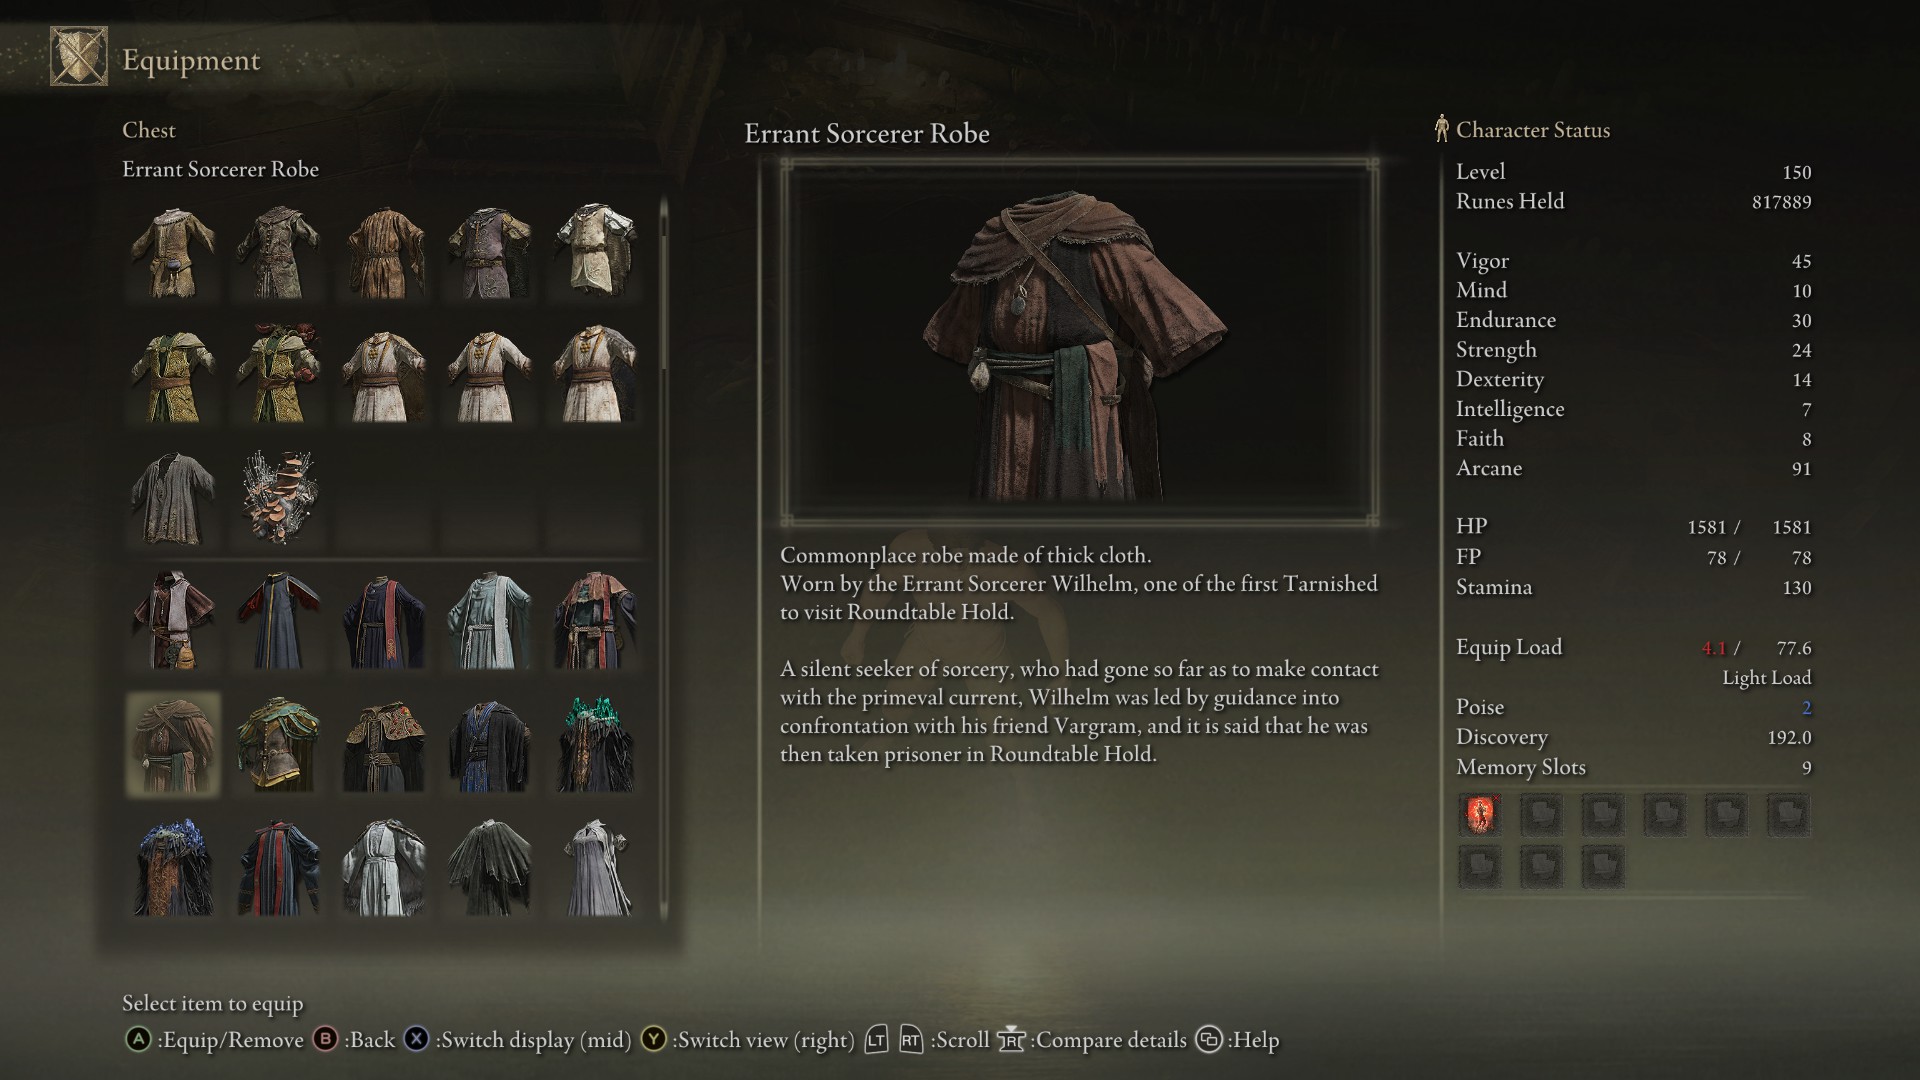 Equipment
Chest
Errant Sorcerer Robe
Errant Sorcerer Robe
Commonplace robe made of thick cloth.
Worn by the Errant Sorcerer Wilhelm, one of the first Tarnished
to visit Roundtable Hold.
A silent seeker of sorcery, who had gone so far as to make contact
with the primeval current, Wilhelm was led by guidance into
confrontation with his friend Vargram, and it is said that he was
then taken prisoner in Roundtable Hold.
Character Status
Level 150
Runes Held 817889
Vigor 45
Mind 10
Endurance 30
Strength 24
Dexterity 14
Intelligence 7
Faith 8
Arcane 91
HP 1581 / 1581
FP 78 / 78
Stamina 130
Equip Load 4.1 / 77.6
Light Load
Poise 2
Discovery 192.0
Memory Slots 9
Select item to equip
A :Equip/Remove B :Back X :Switch display (mid) Y :Switch view (right) LT RT :Scroll R :Compare details :Help